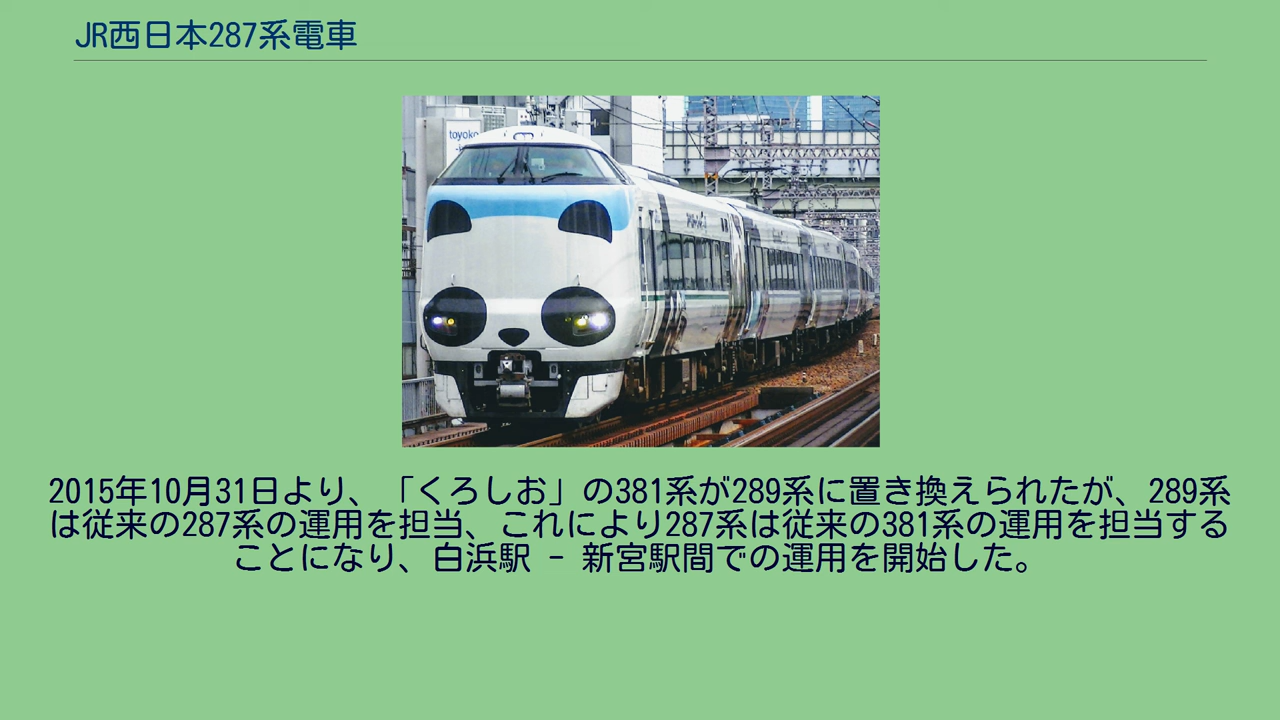 JR西日本287系電車
toyoko
2015年10月31日より、「くろしお」の381系が289系に置き換えられたが、289系
は従来の287系の運用を担当、これにより287系は従来の381系の運用を担当する
ことになり、白浜駅 - 新宮駅間での運用を開始した。